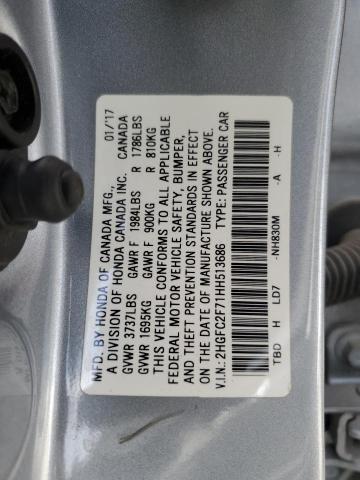 MFD. BY HONDA OF CANADA MFG., 01/'17
A DIVISION OF HONDA CANADA INC. CANADA
GVWR 3737LBS GAWR F 1984LBS R 1786LBS
GVWR 1695KG GAWR F 900KG R 810KG
THIS VEHICLE CONFORMS TO ALL APPLICABLE
FEDERAL MOTOR VEHICLE SAFETY, BUMPER,
AND THEFT PREVENTION STANDARDS IN EFFECT
ON THE DATE OF MANUFACTURE SHOWN ABOVE.
V.I.N.: 2HGFC2F71HH513686 TYPE: PASSENGER CAR
TBD H LD7 -NH830M -A -H